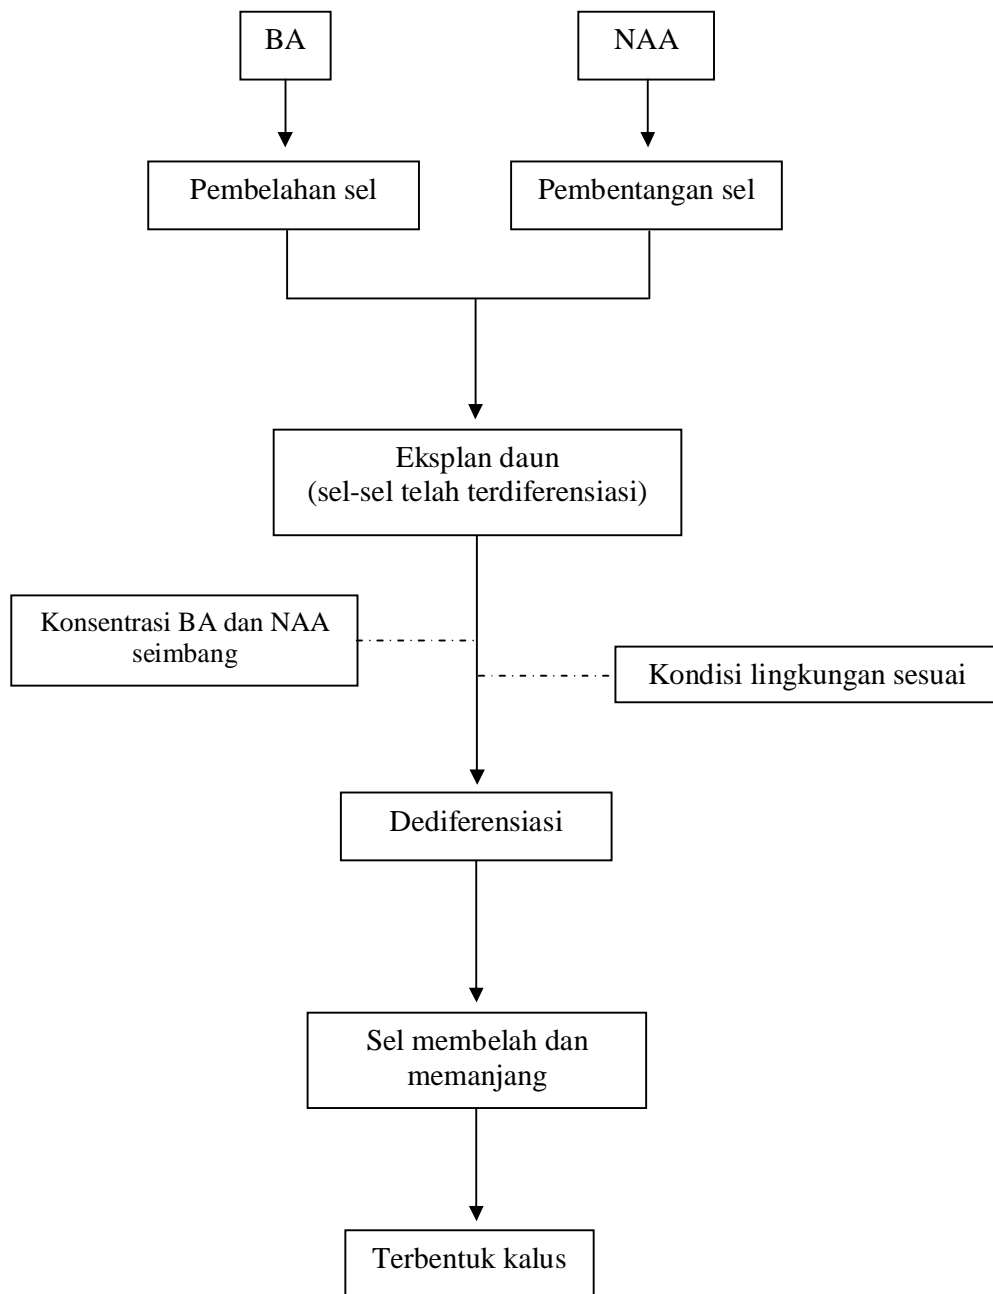 BA
NAA
Pembelahan sel
Pembentangan sel
Eksplan daun
(sel-sel telah terdiferensiasi)
Konsentrasi BA dan NAA
seimbang
Kondisi lingkungan sesuai
Dediferensiasi
Sel membelah dan
memanjang
Terbentuk kalus